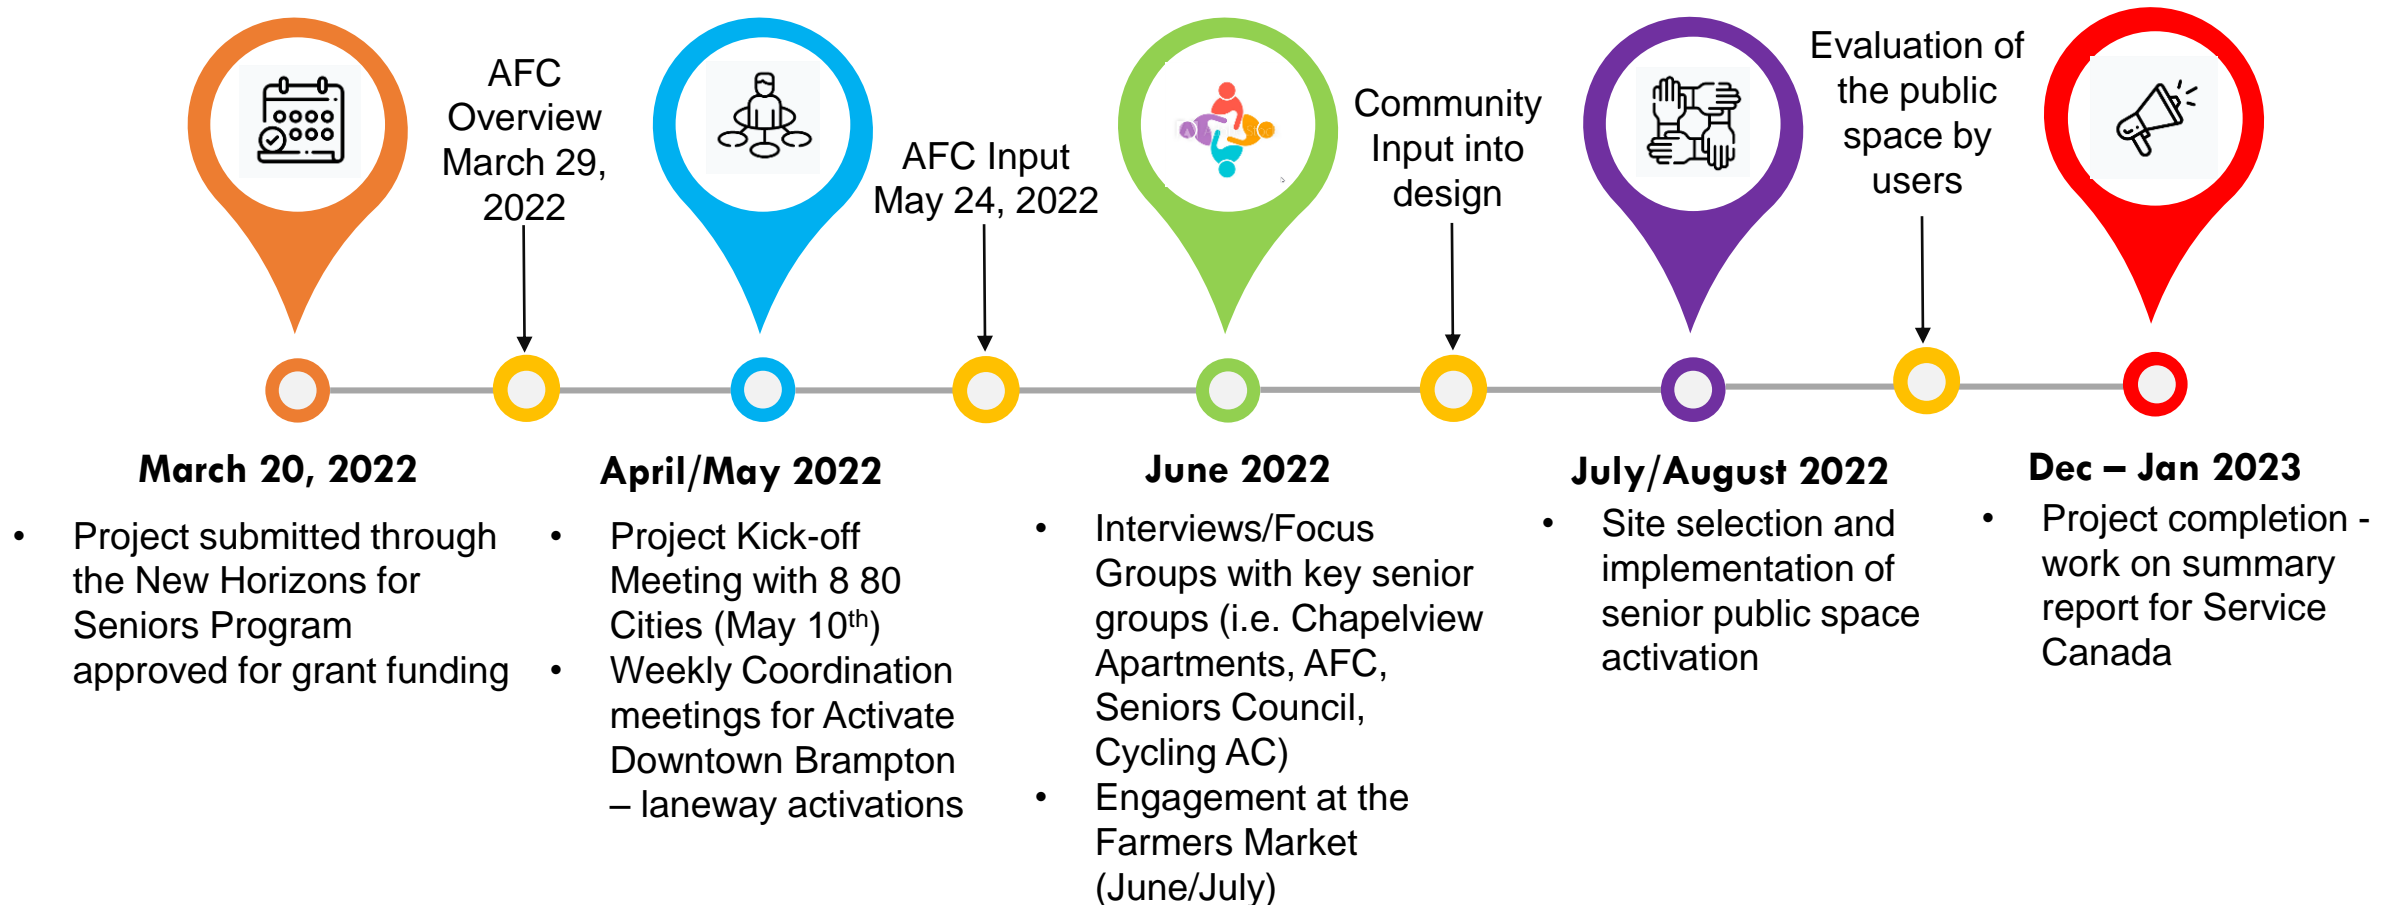 AFC
Overview
March 29,
2022
AFC Input
May 24, 2022
Community
Input into
design
Evaluation of
the public
space by
users
March 20, 2022
• Project submitted through
the New Horizons for
Seniors Program
approved for grant funding
April/May 2022
• Project Kick-off
Meeting with 8 80
Cities (May 10th)
• Weekly Coordination
meetings for Activate
Downtown Brampton
– laneway activations
June 2022
• Interviews/Focus
Groups with key senior
groups (i.e. Chapelview
Apartments, AFC,
Seniors Council,
Cycling AC)
• Engagement at the
Farmers Market
(June/July)
July/August 2022
• Site selection and
implementation of
senior public space
activation
Dec – Jan 2023
• Project completion -
work on summary
report for Service
Canada